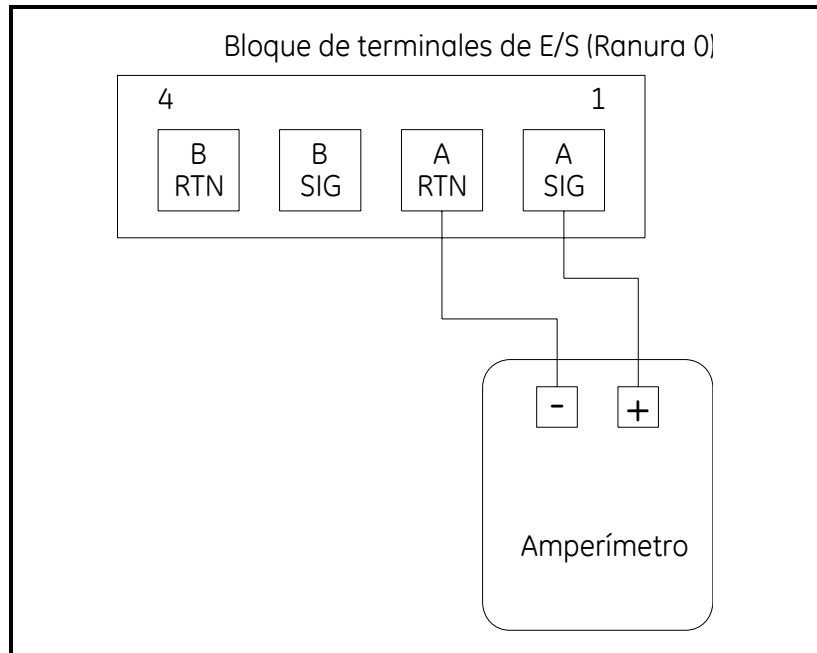 Bloque de terminales de E/S (Ranura 0)
4 1
B B A A
RTN SIG RTN SIG
- +
Amperímetro